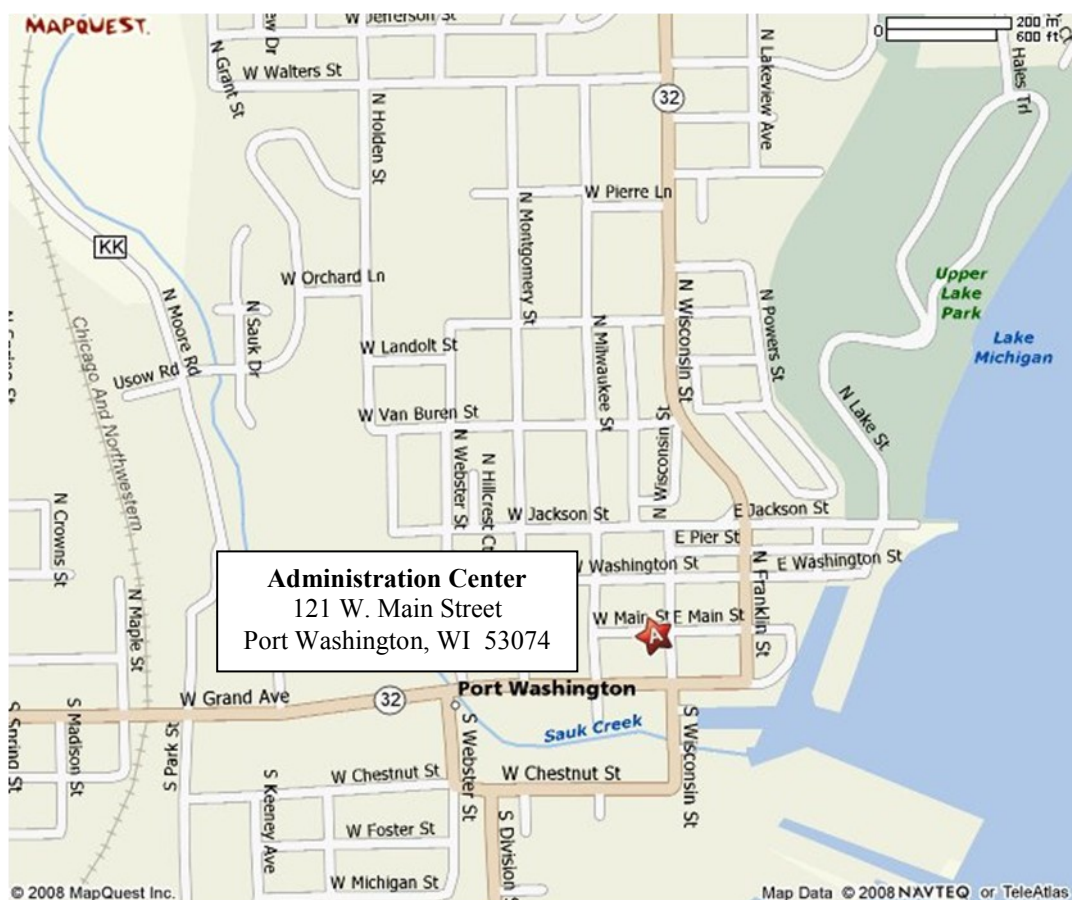 MAPQUEST.
W Jefferson St
0
200 m
600 ft
N Grant St
W Walters St
N Holden St
32
N Lakeview Ave
Hales Trl
W Pierre Ln
N Montgomery St
KK
W Orchard Ln
N Moore Rd
N Sauk Dr
N Wisconsin St
N Powers St
Upper
Lake
Park
Lake
Michigan
Chicago And Northwestern
W Landolt St
N Milwaukee St
Usow Rd
W Van Buren St
N Lake St
N Wisconsin St
N Webster St
N Hillcrest Ct
N Crowns St
W Jackson St
E Jackson St
E Pier St
W Washington St
E Washington St
N Franklin St
Administration Center
121 W. Main Street
Port Washington, WI 53074
N Maple St
W Main St
E Main St
A
W Grand Ave
32
Port Washington
S Spring St
S Madison St
S Park St
Sauk Creek
S Webster St
S Wisconsin St
W Chestnut St
W Chestnut St
S Keeney Ave
W Foster St
S Division S
W Michigan St
© 2008 MapQuest Inc.
Map Data © 2008 NAVTEQ or TeleAtlas